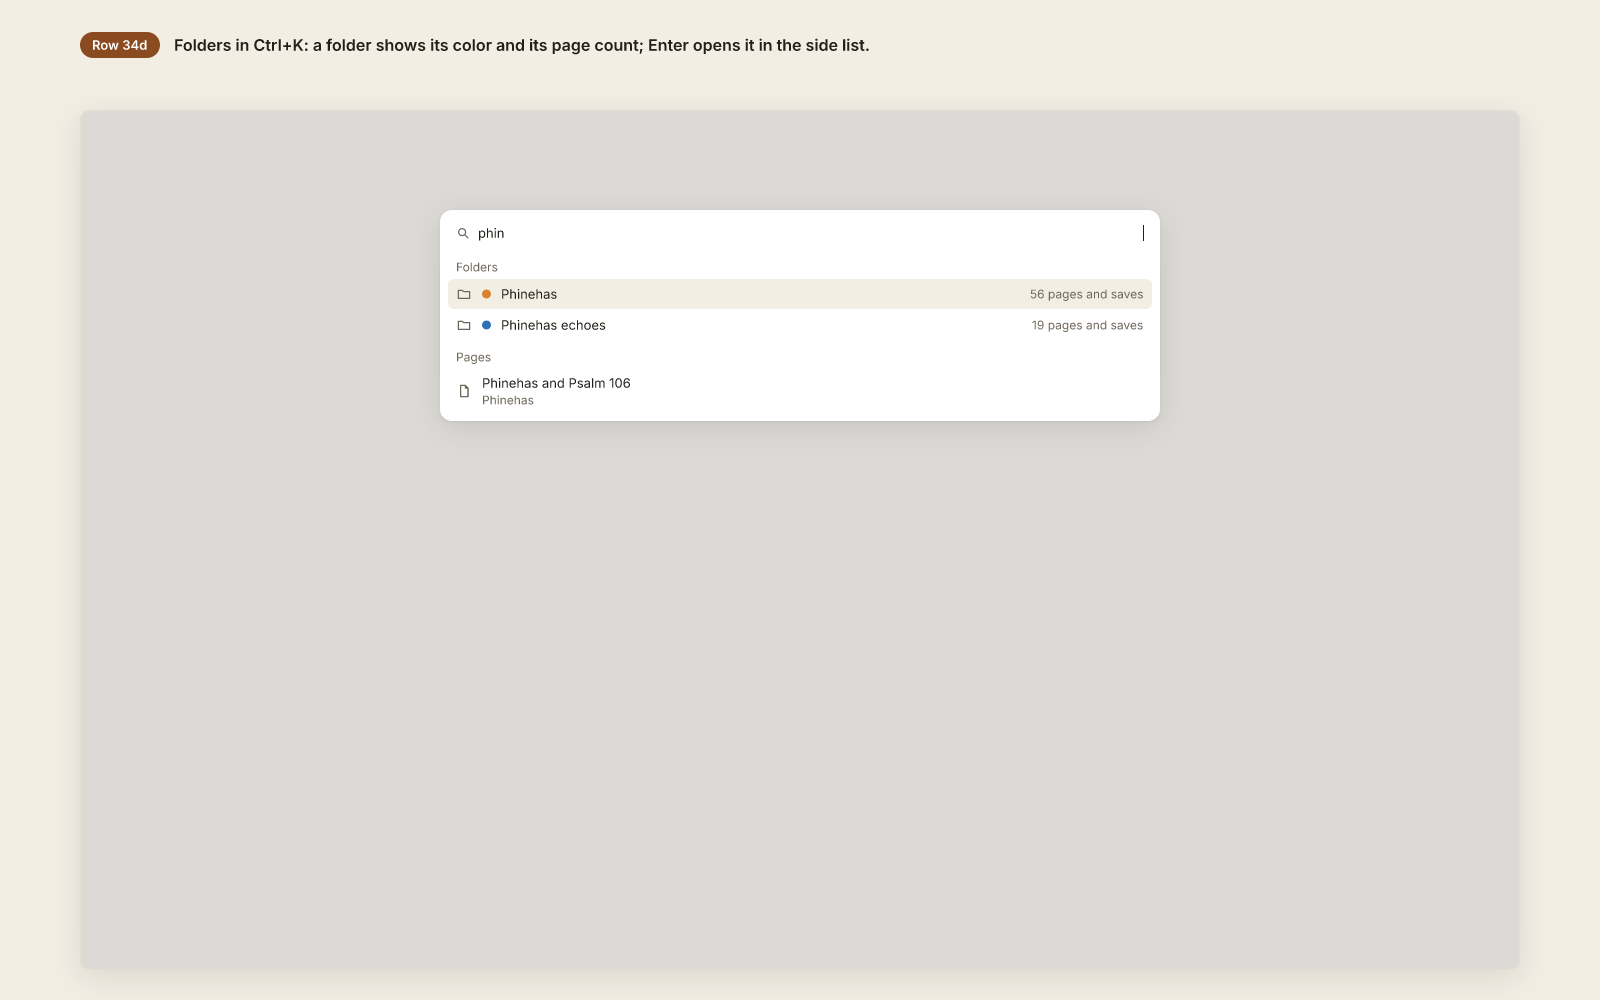 Row 34d
Folders in Ctrl+K: a folder shows its color and its page count; Enter opens it in the side list.
phin
Folders
Phinehas
56 pages and saves
Phinehas echoes
19 pages and saves
Pages
Phinehas and Psalm 106
Phinehas